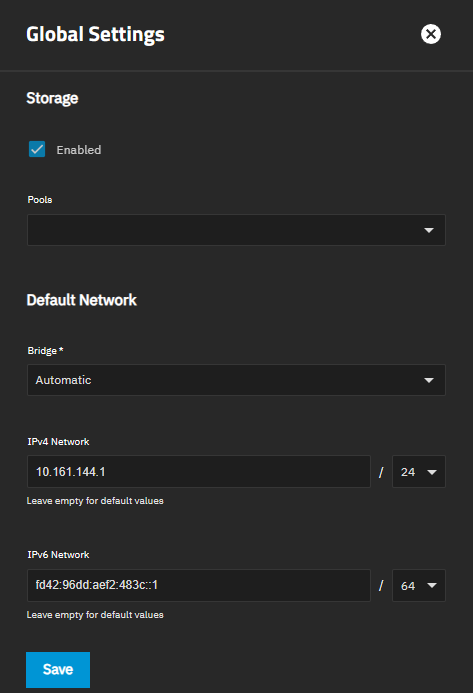 Global Settings
Storage
Enabled
Pools
Default Network
Bridge *
Automatic
IPv4 Network
10.161.144.1 / 24
Leave empty for default values
IPv6 Network
fd42:96dd:aef2:483c::1 / 64
Leave empty for default values
Save